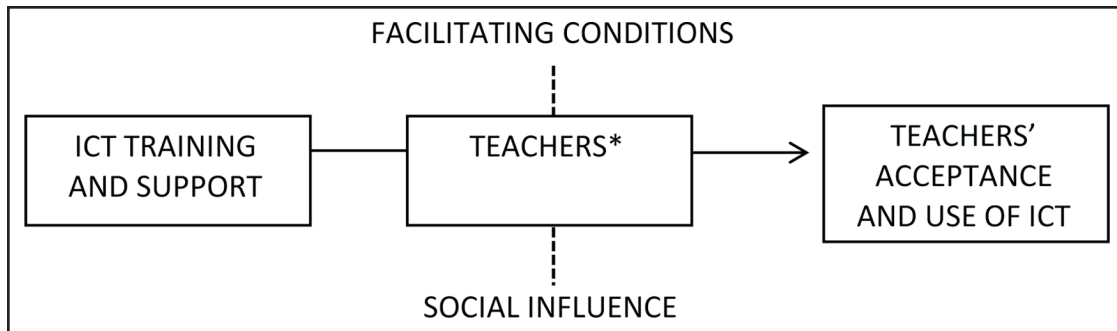 FACILITATING CONDITIONS
ICT TRAINING
AND SUPPORT
TEACHERS*
TEACHERS’
ACCEPTANCE
AND USE OF ICT
SOCIAL INFLUENCE